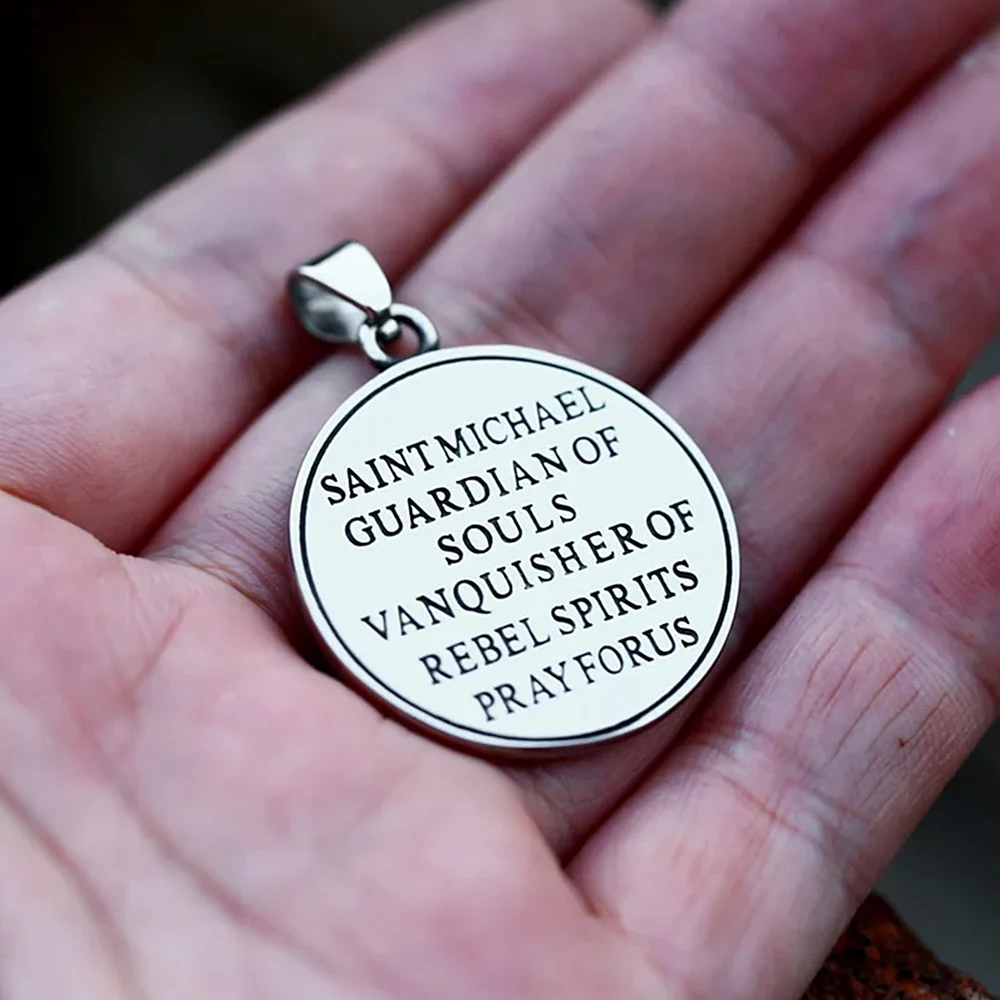 SAINT MICHAEL
GUARDIAN OF
SOULS
VANQUISHER OF
REBEL SPIRITS
PRAY FOR US